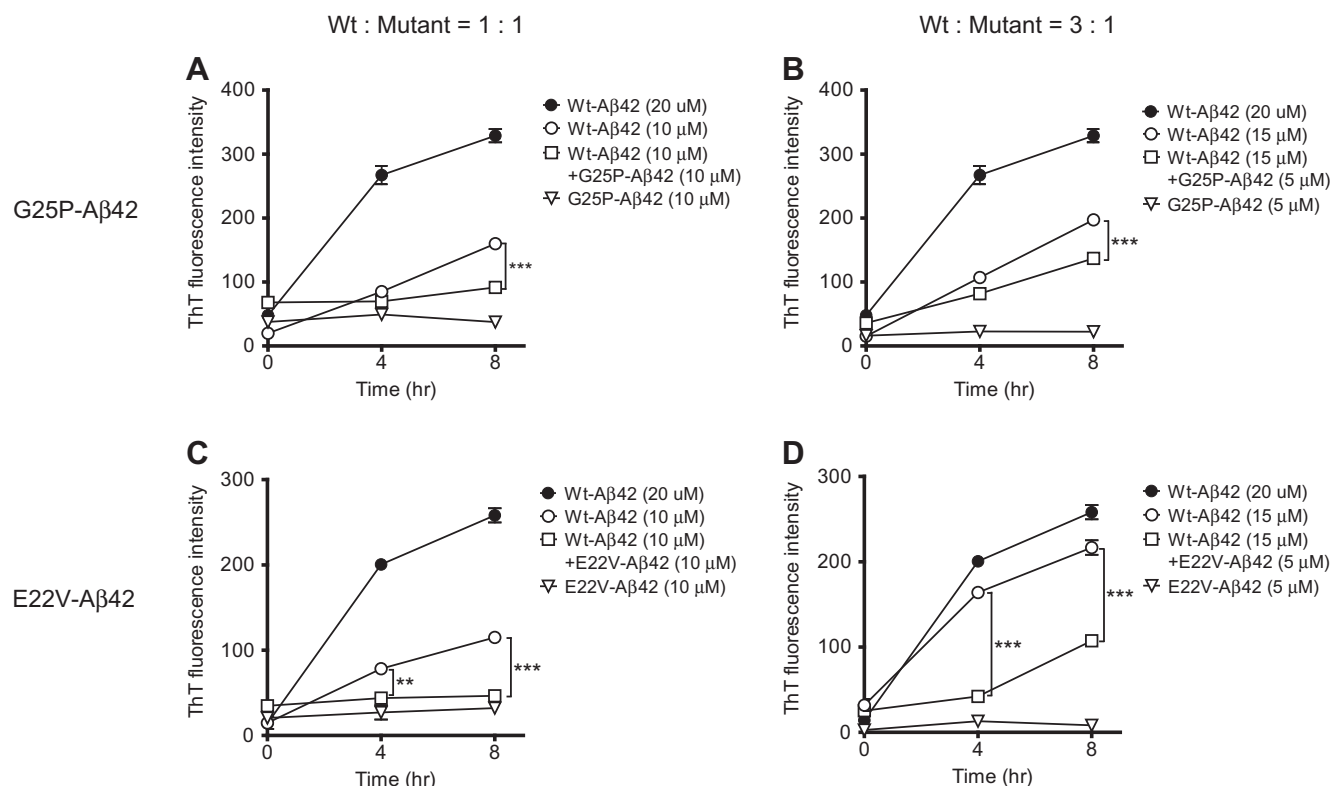 Wt : Mutant = 1 : 1
Wt : Mutant = 3 : 1
G25P-Aβ42
A
ThT fluorescence intensity
400
300
200
100
0
0
4
8
Time (hr)
***
Wt-Aβ42 (20 uM)
Wt-Aβ42 (10 μM)
Wt-Aβ42 (10 μM)
+G25P-Aβ42 (10 μM)
G25P-Aβ42 (10 μM)
B
ThT fluorescence intensity
400
300
200
100
0
0
4
8
Time (hr)
***
Wt-Aβ42 (20 uM)
Wt-Aβ42 (15 μM)
Wt-Aβ42 (15 μM)
+G25P-Aβ42 (5 μM)
G25P-Aβ42 (5 μM)
E22V-Aβ42
C
ThT fluorescence intensity
300
200
100
0
0
4
8
Time (hr)
**
***
Wt-Aβ42 (20 uM)
Wt-Aβ42 (10 μM)
Wt-Aβ42 (10 μM)
+E22V-Aβ42 (10 μM)
E22V-Aβ42 (10 μM)
D
ThT fluorescence intensity
300
200
100
0
0
4
8
Time (hr)
***
***
Wt-Aβ42 (20 uM)
Wt-Aβ42 (15 μM)
Wt-Aβ42 (15 μM)
+E22V-Aβ42 (5 μM)
E22V-Aβ42 (5 μM)